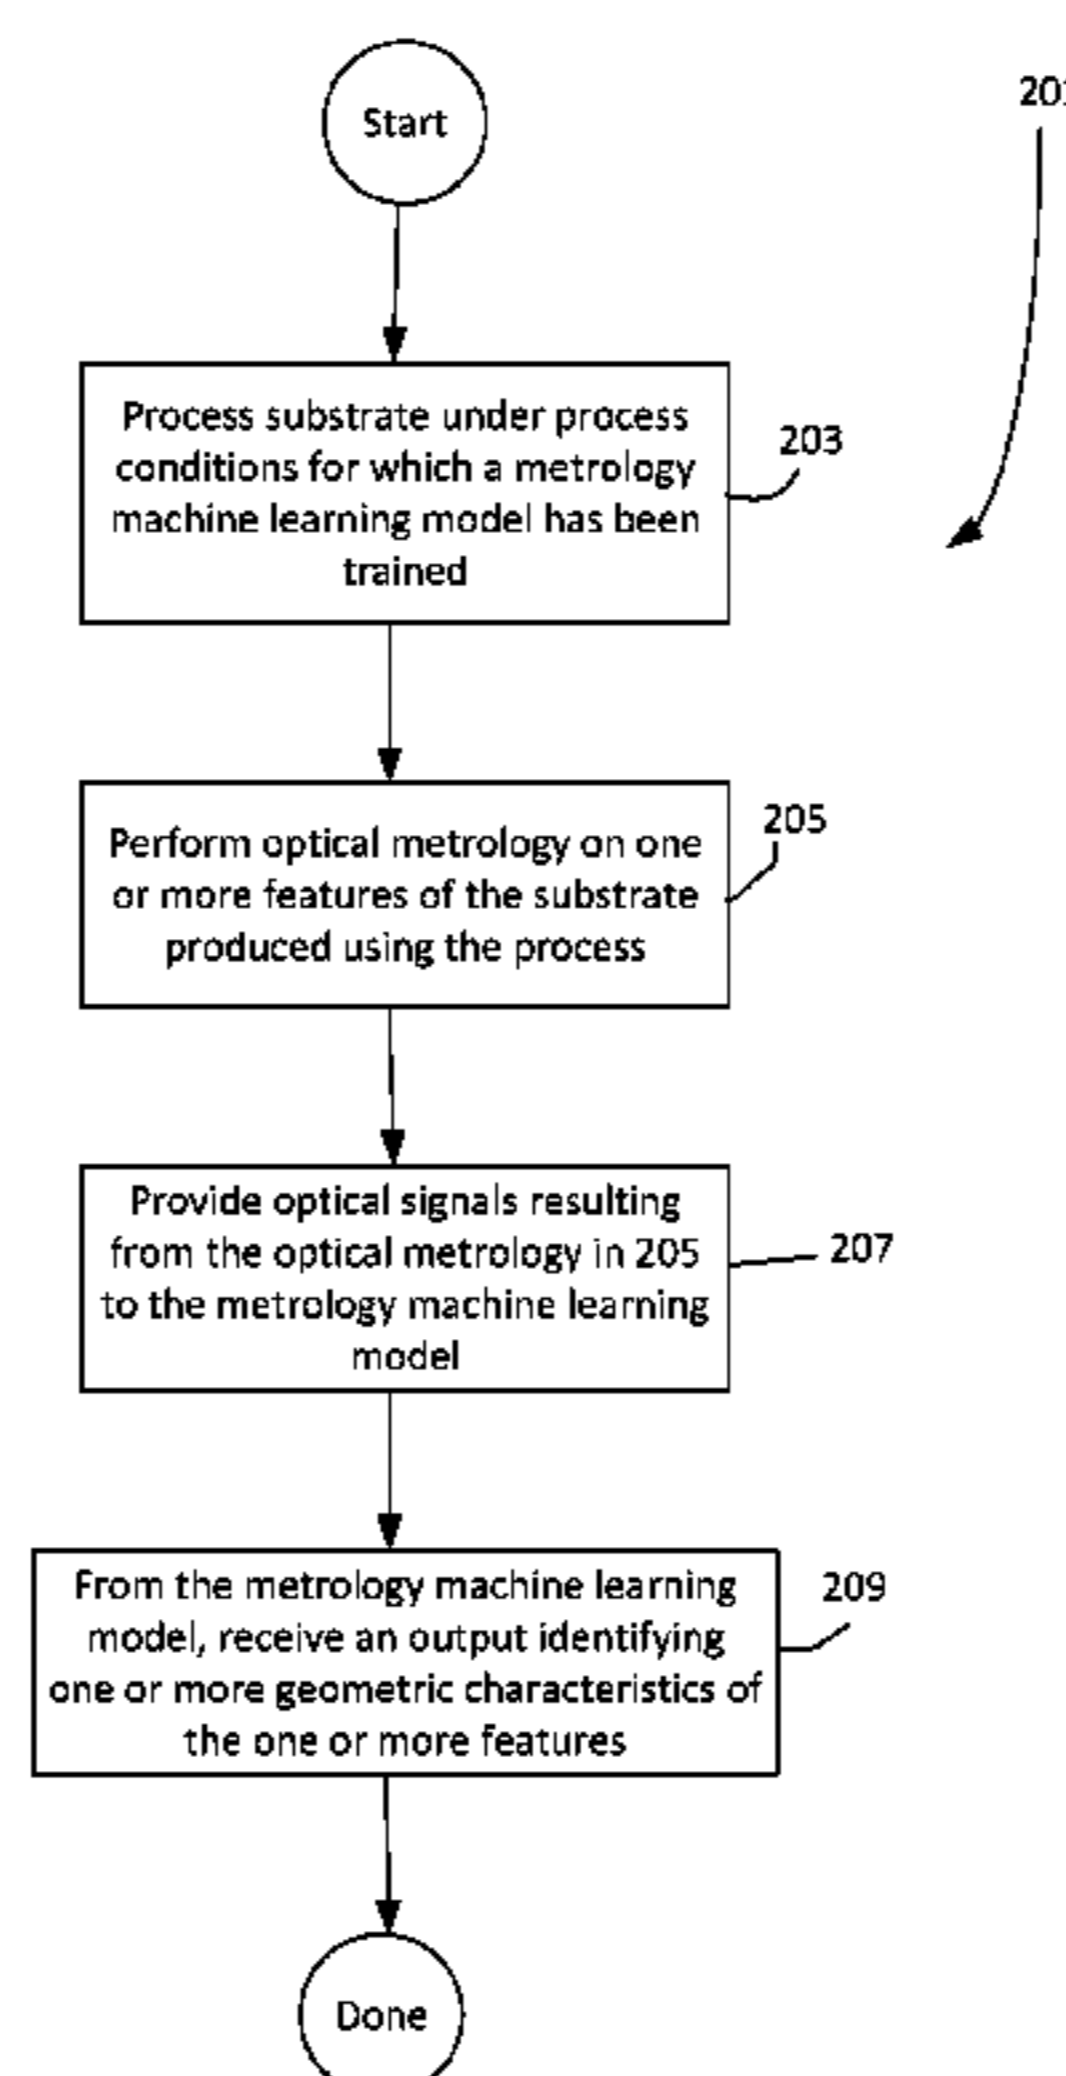 Start
Process substrate under process
conditions for which a metrology
machine learning model has been
trained
203
Perform optical metrology on one
or more features of the substrate
produced using the process
205
Provide optical signals resulting
from the optical metrology in 205
to the metrology machine learning
model
207
From the metrology machine learning
model, receive an output identifying
one or more geometric characteristics of
the one or more features
209
Done